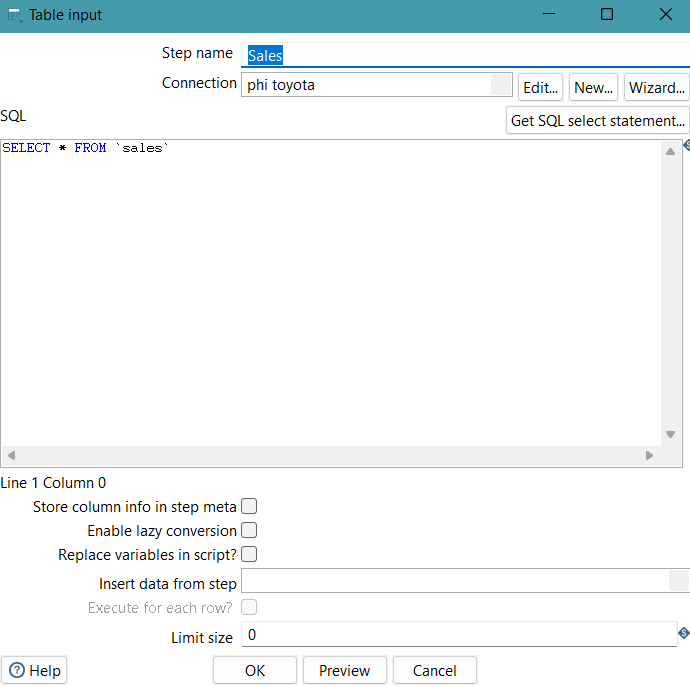 Table input
Step name Sales
Connection phi toyota Edit... New... Wizard...
SQL Get SQL select statement...
SELECT * FROM `sales`
Line 1 Column 0
Store column info in step meta
Enable lazy conversion
Replace variables in script?
Insert data from step
Execute for each row?
Limit size 0
Help OK Preview Cancel